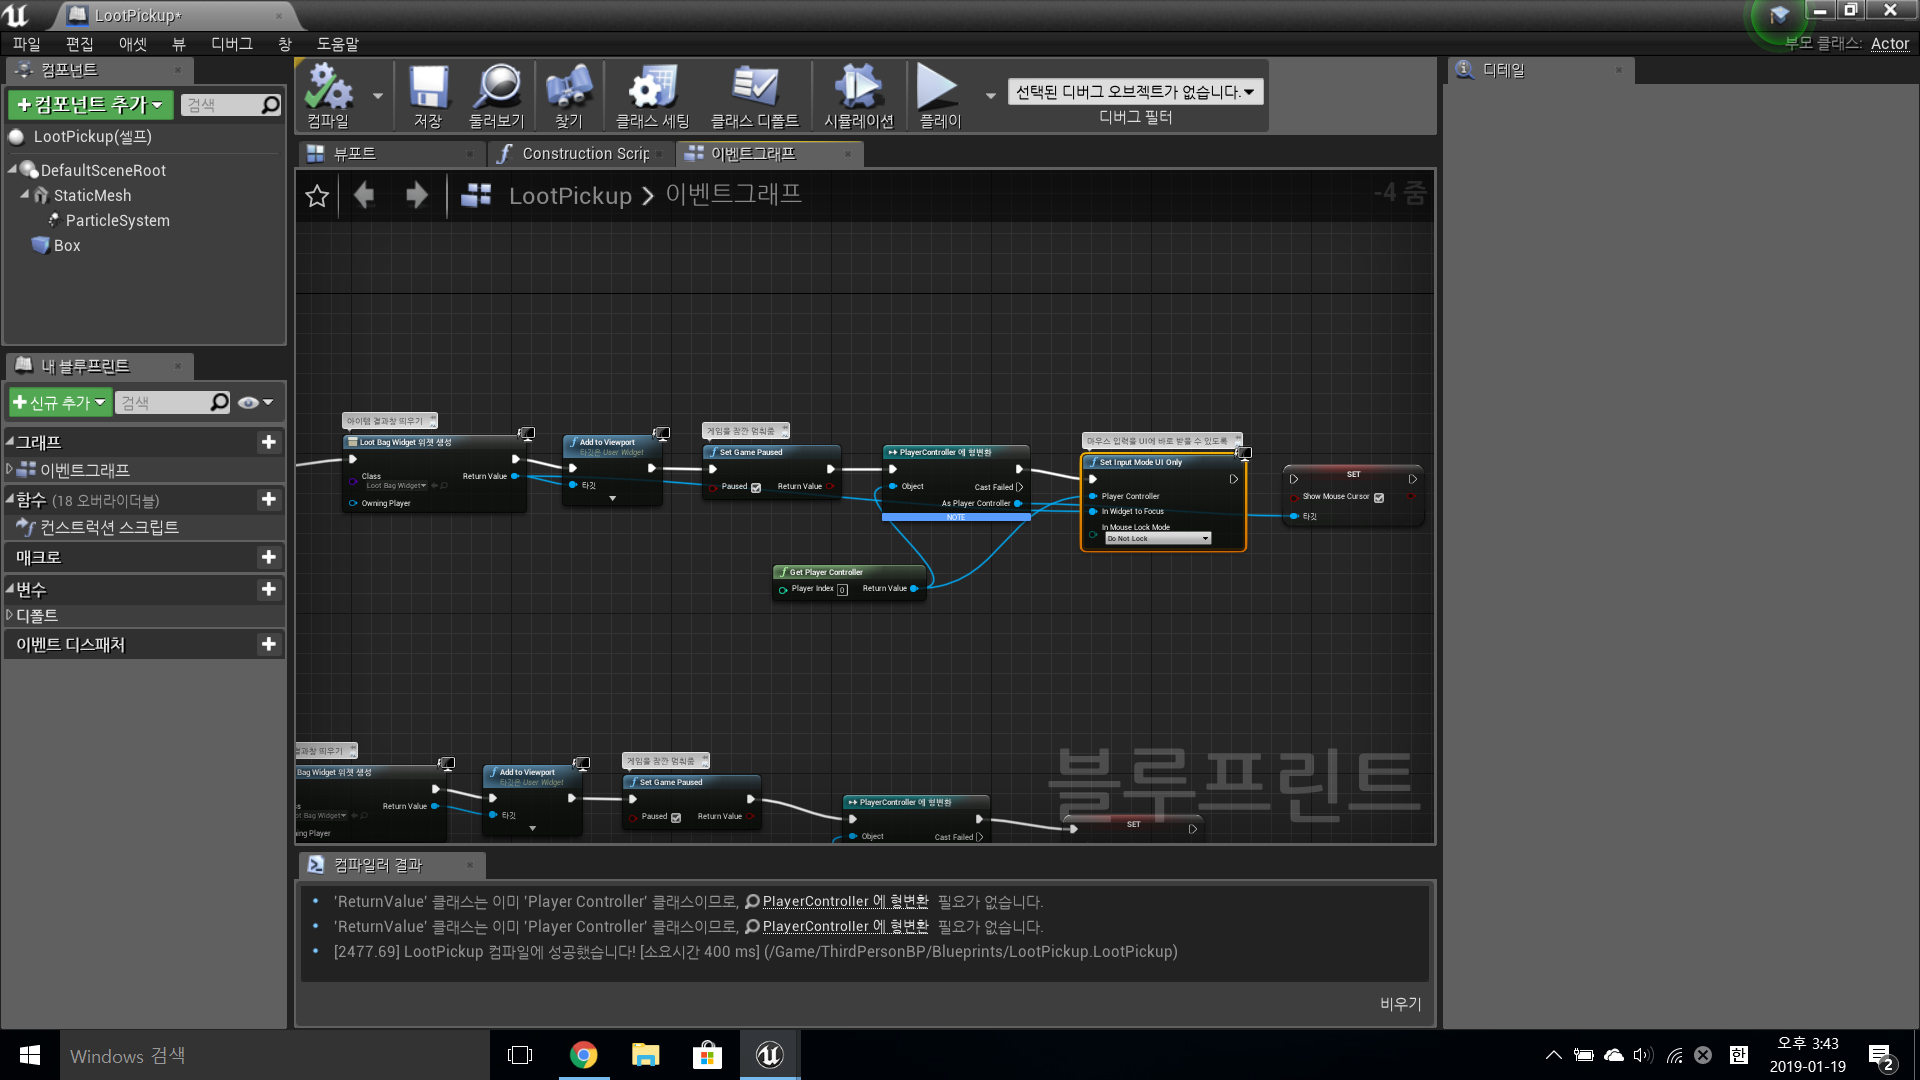 LootPickup*
파일 편집 애셋 뷰 디버그 창 도움말
부모 클래스: Actor
컴포넌트
+컴포넌트 추가
검색
LootPickup(셀프)
DefaultSceneRoot
StaticMesh
ParticleSystem
Box
내 블루프린트
+신규 추가
검색
그래프
이벤트그래프
함수 (18 오버라이더블)
컨스트럭션 스크립트
매크로
변수
디폴트
이벤트 디스패처
컴파일 저장 둘러보기 찾기 클래스 세팅 클래스 디폴트 시뮬레이션 플레이
선택된 디버그 오브젝트가 없습니다.
디버그 필터
뷰포트
Construction Scrip
이벤트그래프
LootPickup > 이벤트그래프
-4 줌
아이템 결과창 띄우기
Loot Bag Widget 위젯 생성
Class
Loot Bag Widget
Return Value
Owning Player
Add to Viewport
타깃은 User Widget
타깃
게임을 잠깐 멈춰줌
Set Game Paused
Paused
Return Value
PlayerController 에 형변환
Object
Cast Failed
As Player Controller
NOTE
Get Player Controller
Player Index 0
Return Value
마우스 입력을 UI에 바로 받을 수 있도록
Set Input Mode UI Only
Player Controller
In Widget to Focus
In Mouse Lock Mode
Do Not Lock
SET
Show Mouse Cursor
타깃
결과창 띄우기
Bag Widget 위젯 생성
Return Value
Bag Widget
ning Player
Add to Viewport
타깃은 User Widget
타깃
게임을 잠깐 멈춰줌
Set Game Paused
Paused
Return Value
PlayerController 에 형변환
Object
Cast Failed
SET
블루프린트
컴파일러 결과
'ReturnValue' 클래스는 이미 'Player Controller' 클래스이므로, PlayerController 에 형변환 필요가 없습니다.
'ReturnValue' 클래스는 이미 'Player Controller' 클래스이므로, PlayerController 에 형변환 필요가 없습니다.
[2477.69] LootPickup 컴파일에 성공했습니다! [소요시간 400 ms] (/Game/ThirdPersonBP/Blueprints/LootPickup.LootPickup)
비우기
디테일
Windows 검색
한
오후 3:43
2019-01-19
2